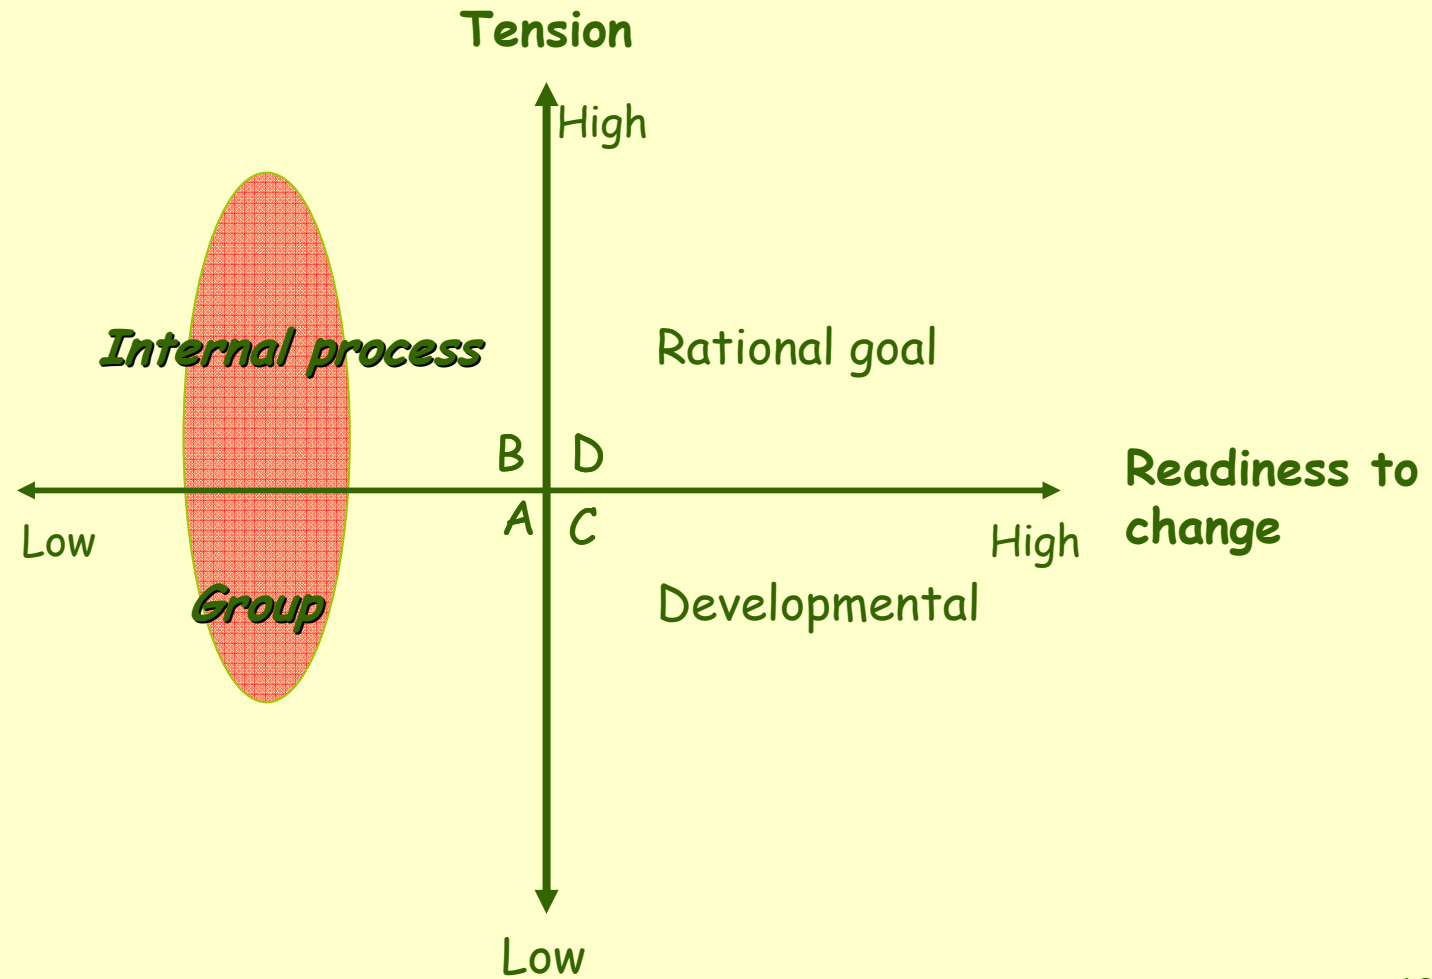 Tension
High
Internal process
Rational goal
B D
Readiness to
change
A C
Low
High
Group
Developmental
Low